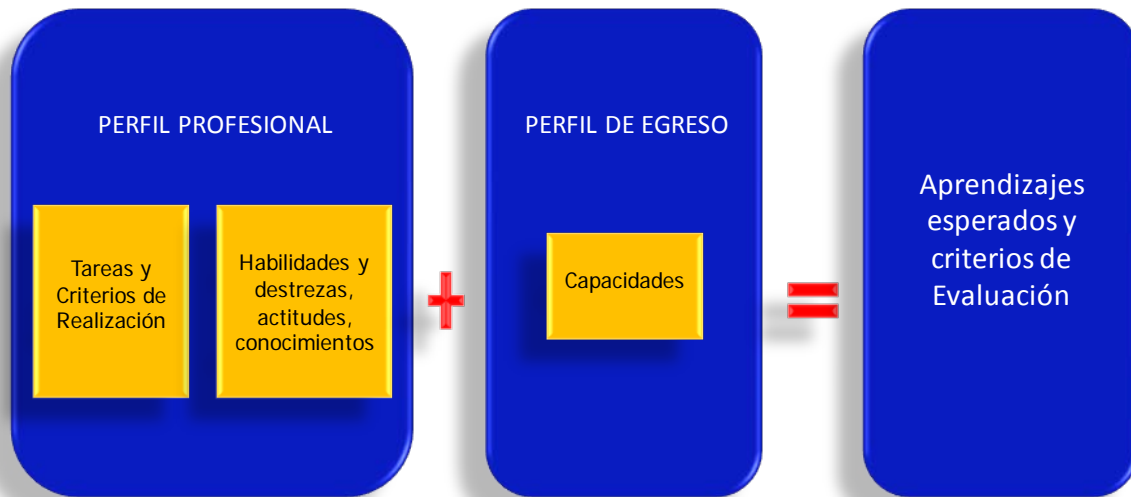 PERFIL PROFESIONAL
Tareas y
Criterios de
Realización
Habilidades y
destrezas,
actitudes,
conocimientos
+
PERFIL DE EGRESO
Capacidades
=
Aprendizajes
esperados y
criterios de
Evaluación